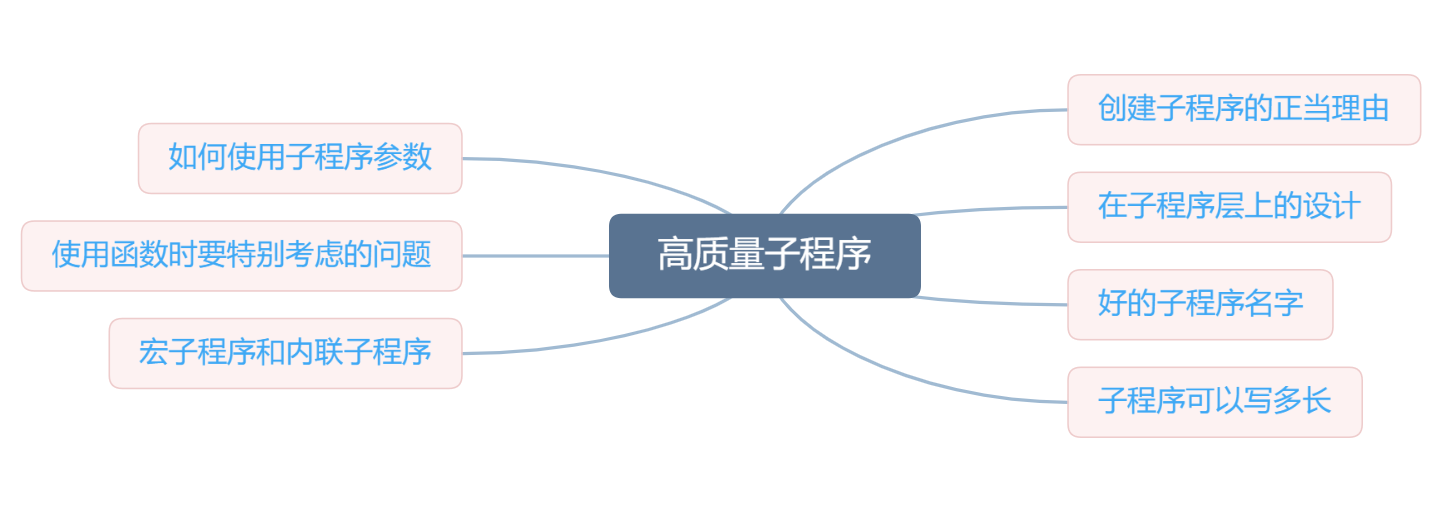 高质量子程序
创建子程序的正当理由
在子程序层上的设计
好的子程序名字
子程序可以写多长
如何使用子程序参数
使用函数时要特别考虑的问题
宏子程序和内联子程序